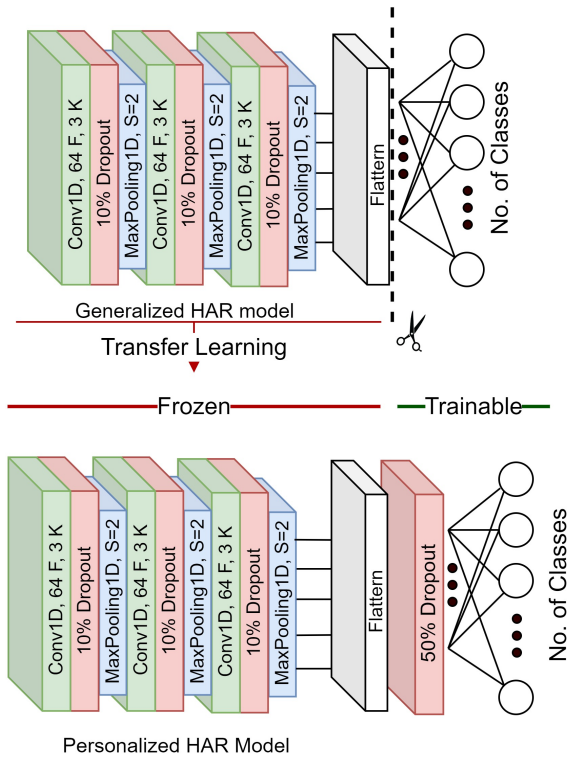 Conv1D, 64 F, 3 K
10% Dropout
MaxPooling1D, S=2
Conv1D, 64 F, 3 K
10% Dropout
MaxPooling1D, S=2
Conv1D, 64 F, 3 K
10% Dropout
MaxPooling1D, S=2
Flattern
No. of Classes
Generalized HAR model
Transfer Learning
Frozen
Trainable
Conv1D, 64 F, 3 K
10% Dropout
MaxPooling1D, S=2
Conv1D, 64 F, 3 K
10% Dropout
MaxPooling1D, S=2
Conv1D, 64 F, 3 K
10% Dropout
MaxPooling1D, S=2
Flattern
50% Dropout
No. of Classes
Personalized HAR Model